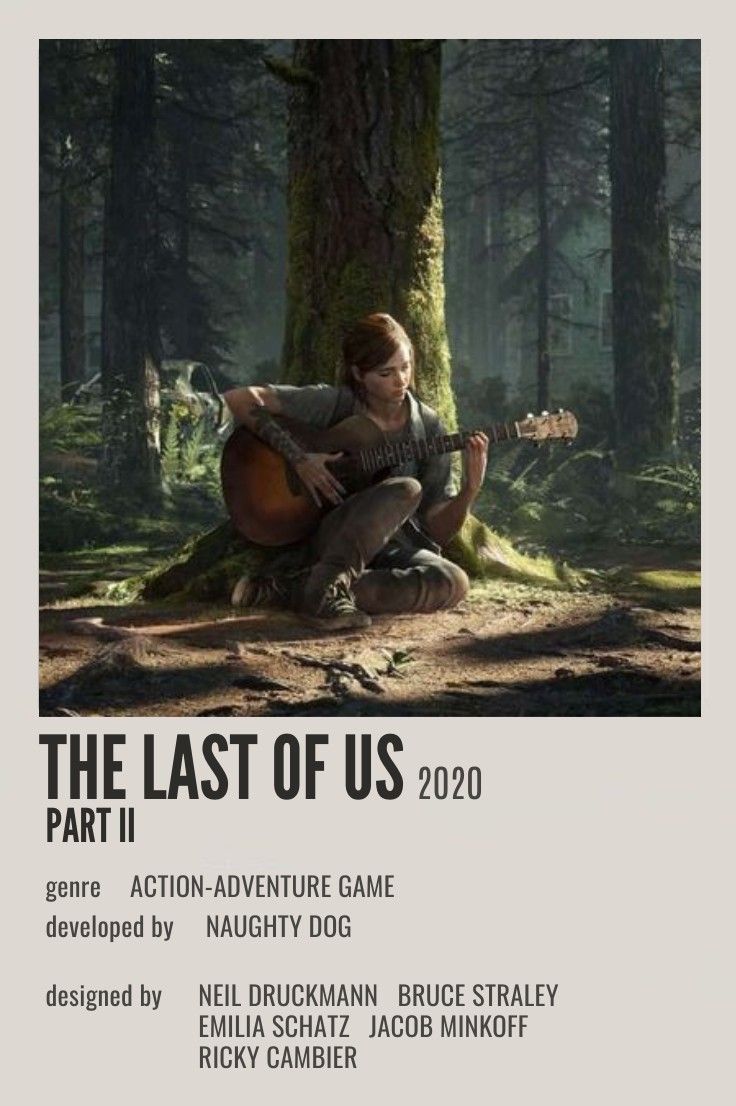 THE LAST OF US 2020
PART II
genre ACTION-ADVENTURE GAME
developed by NAUGHTY DOG
designed by NEIL DRUCKMANN BRUCE STRALEY
EMILIA SCHATZ JACOB MINKOFF
RICKY CAMBIER